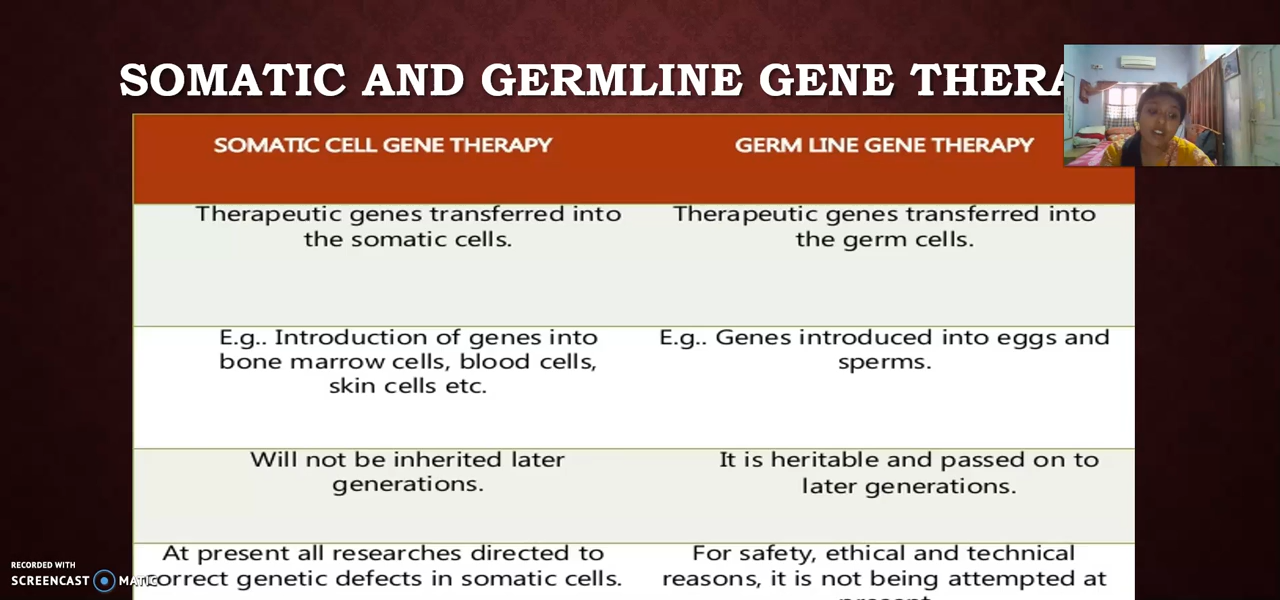 SOMATIC AND GERMLINE GENE THERA
SOMATIC CELL GENE THERAPY
GERM LINE GENE THERAPY
Therapeutic genes transferred into
the somatic cells.
Therapeutic genes transferred into
the germ cells.
E.g.. Introduction of genes into
bone marrow cells, blood cells,
skin cells etc.
E.g.. Genes introduced into eggs and
sperms.
Will not be inherited later
generations.
It is heritable and passed on to
later generations.
At present all researches directed to
correct genetic defects in somatic cells.
For safety, ethical and technical
reasons, it is not being attempted at
present.
RECORDED WITH
SCREENCAST MATIC